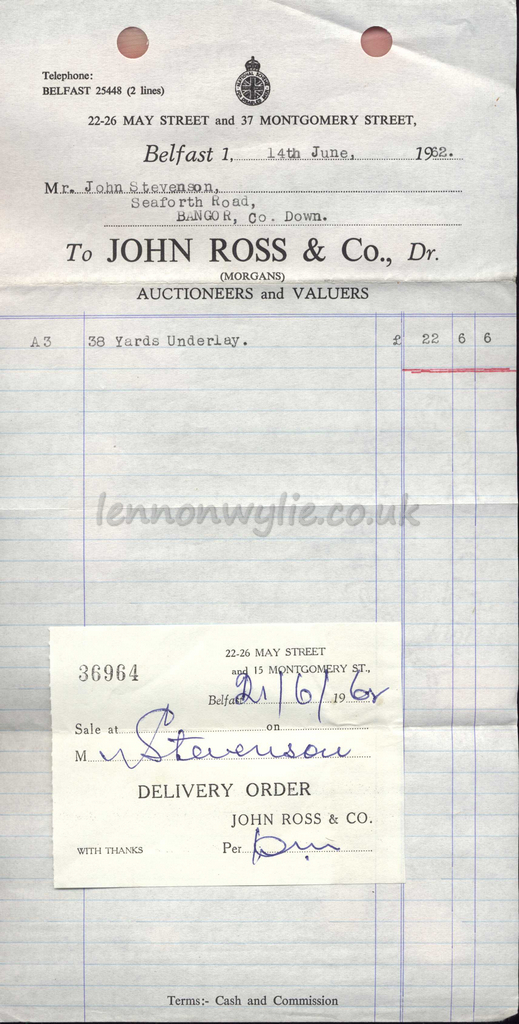 Telephone:
BELFAST 25448 (2 lines)
22-26 MAY STREET and 37 MONTGOMERY STREET,
Belfast 1, 14th June, 1962.
Mr. John Stevenson,
Seaforth Road,
BANGOR, Co. Down.
To JOHN ROSS & Co., Dr.
(MORGANS)
AUCTIONEERS and VALUERS
A3 38 Yards Underlay. £ 22 6 6
lennonwylie.co.uk
22-26 MAY STREET
36964 and 15 MONTGOMERY ST.,
Belfast 21/6/1962
Sale at on
M r Stevenson
DELIVERY ORDER
JOHN ROSS & CO.
WITH THANKS Per
Terms:- Cash and Commission